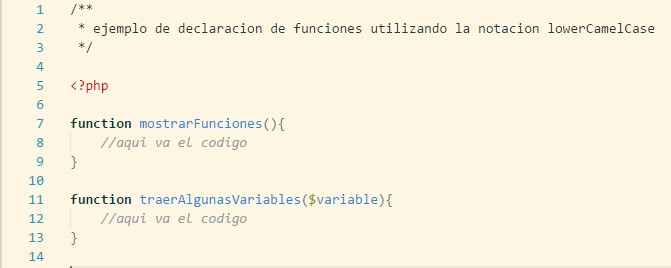 1 /**
2 * ejemplo de declaracion de funciones utilizando la notacion lowerCamelCase
3 */
4
5 <?php
6
7 function mostrarFunciones(){
8 //aqui va el codigo
9 }
10
11 function traerAlgunasVariables($variable){
12 //aqui va el codigo
13 }
14